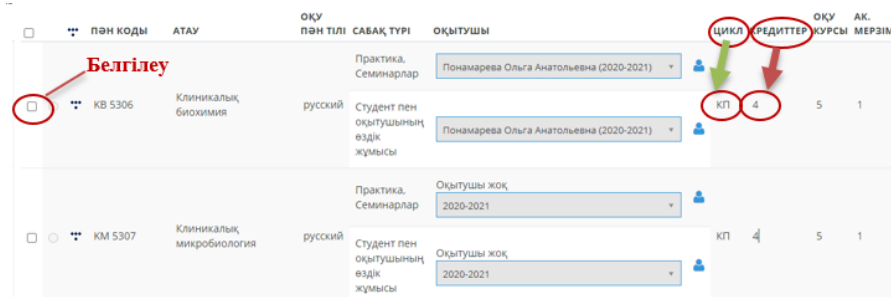 ПӘН КОДЫ АТАУ ОҚУ ПӘН ТІЛІ САБАҚ ТҮРІ ОҚЫТУШЫ ЦИКЛ КРЕДИТТЕР ОҚУ КУРСЫ АК. МЕРЗІМ
Белгілеу
КВ 5306 Клиникалық биохимия русский
Практика, Семинарлар
Понамарева Ольга Анатольевна (2020-2021)
Студент пен оқытушының өздік жұмысы
Понамарева Ольга Анатольевна (2020-2021)
КП 4 5 1
КМ 5307 Клиникалық микробиология русский
Практика, Семинарлар
Оқытушы жоқ
2020-2021
Студент пен оқытушының өздік жұмысы
Оқытушы жоқ
2020-2021
КП 4 5 1